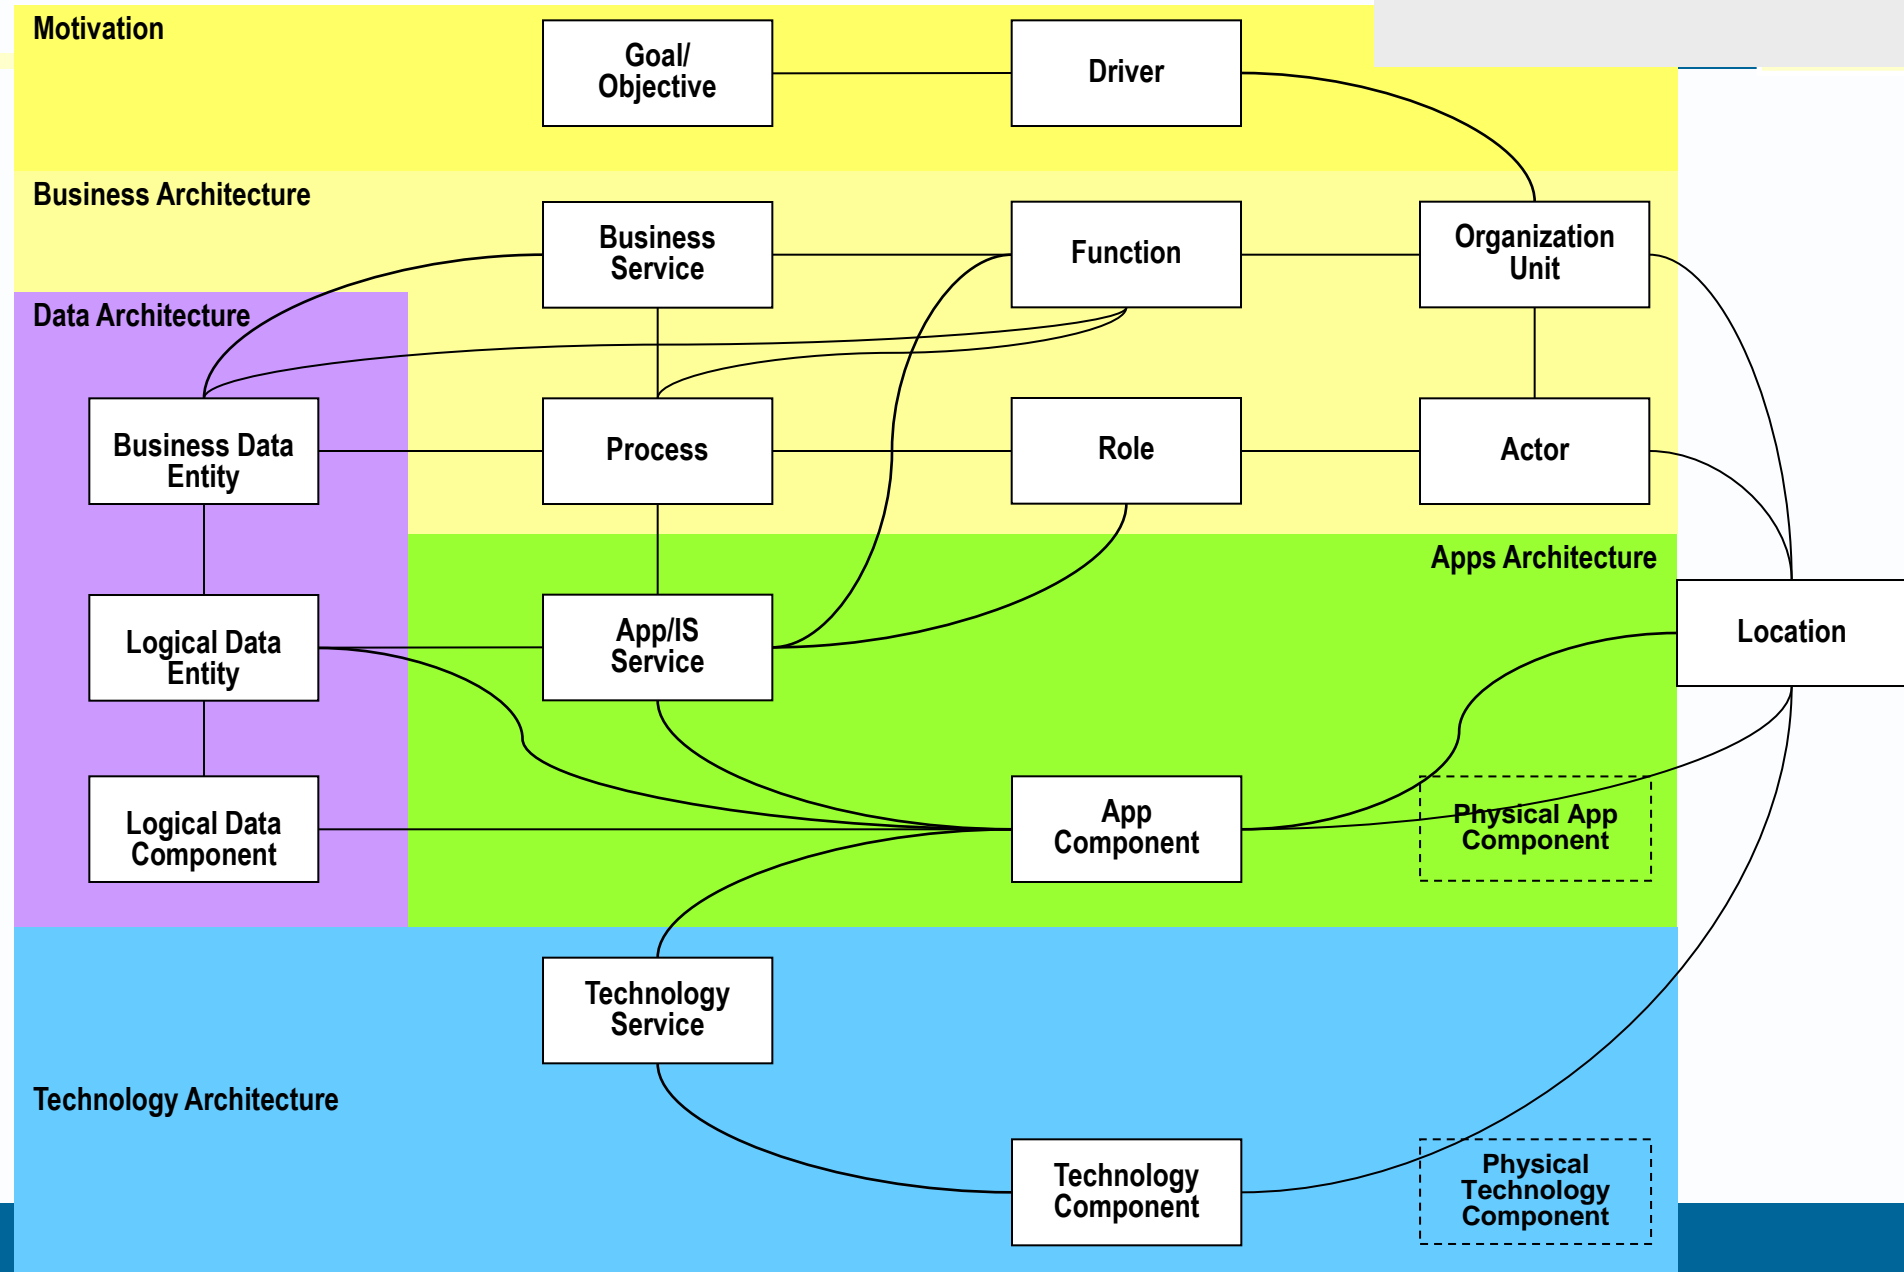 Motivation
Goal/
Objective
Driver
Business Architecture
Business
Service
Function
Organization
Unit
Data Architecture
Business Data
Entity
Process
Role
Actor
Apps Architecture
Logical Data
Entity
App/IS
Service
Location
Logical Data
Component
App
Component
Physical App
Component
Technology
Service
Technology Architecture
Technology
Component
Physical
Technology
Component